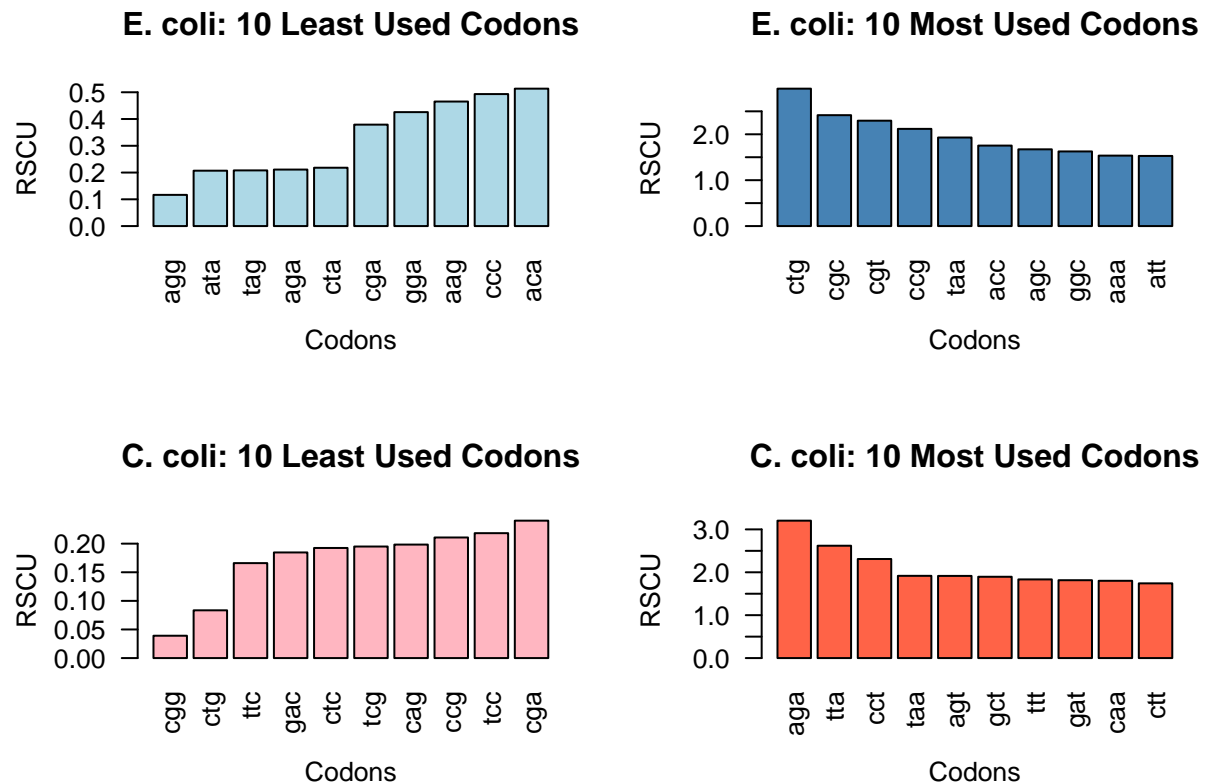 E. coli: 10 Least Used Codons
RSCU
0.5
0.4
0.3
0.2
0.1
0.0
agg ata tag aga cta cga gga aag ccc aca
Codons
E. coli: 10 Most Used Codons
RSCU
2.0
1.0
0.0
ctg cgc cgt ccg taa acc agc ggc aaa att
Codons
C. coli: 10 Least Used Codons
RSCU
0.20
0.15
0.10
0.05
0.00
cgg ctg ttc gac ctc tcg cag ccg tcc cga
Codons
C. coli: 10 Most Used Codons
RSCU
3.0
2.0
1.0
0.0
aga tta cct taa agt gct ttt gat caa ctt
Codons